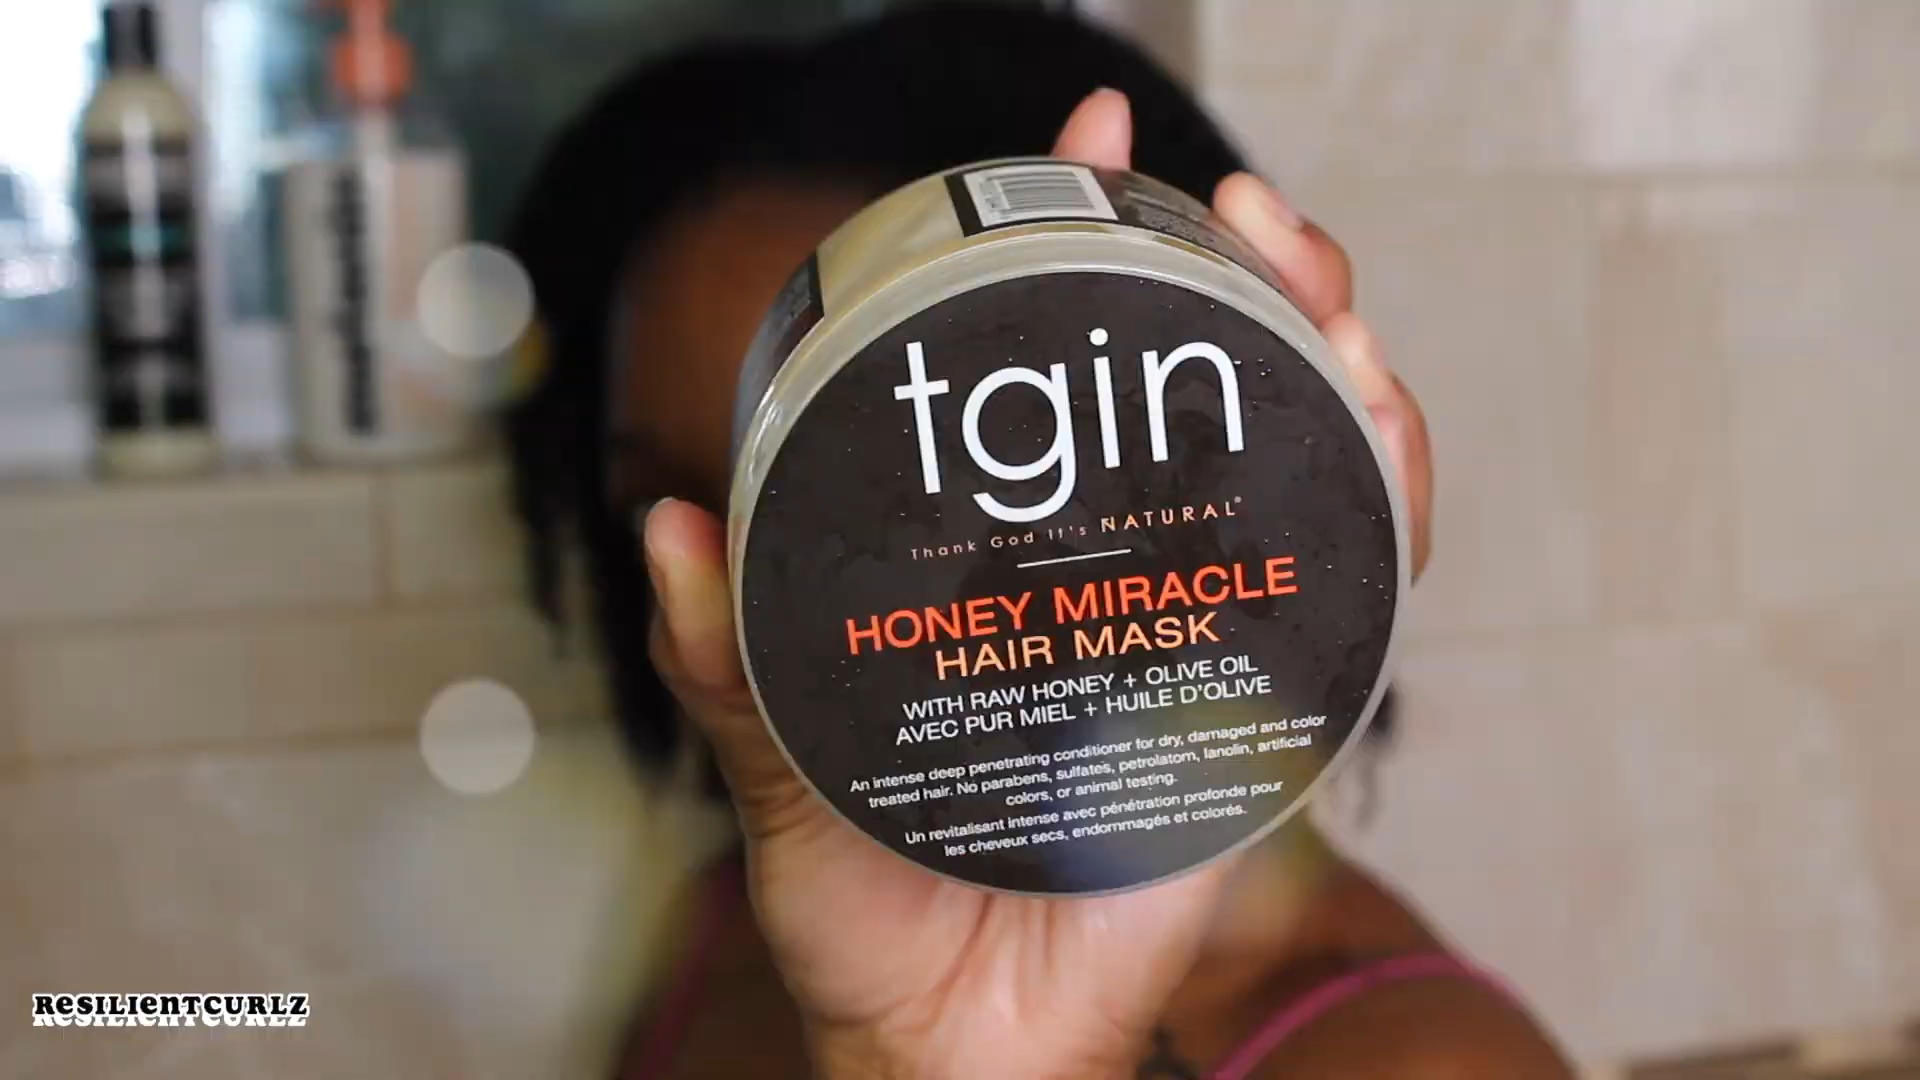 tgin
Thank God It's NATURAL®
HONEY MIRACLE
HAIR MASK
WITH RAW HONEY + OLIVE OIL
AVEC PUR MIEL + HUILE D'OLIVE
An intense deep penetrating conditioner for dry, damaged and color
treated hair. No parabens, sulfates, petrolatom, lanolin, artificial
colors, or animal testing.
Un revitalisant intense avec pénétration profonde pour
les cheveux secs, endommagés et colorés.
ReSILIenTCURLZ